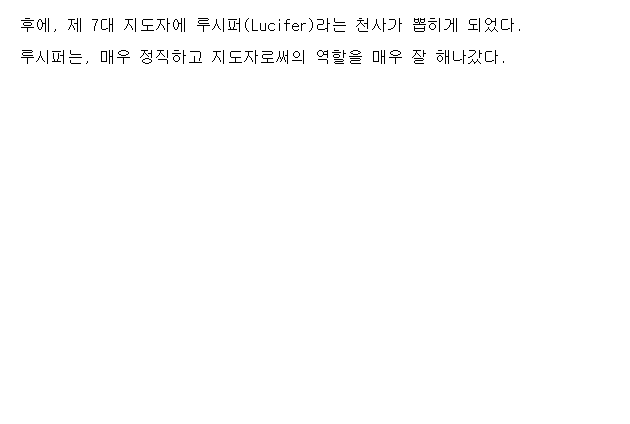 후에, 제 7대 지도자에 루시퍼(Lucifer)라는 천사가 뽑히게 되었다.
루시퍼는, 매우 정직하고 지도자로써의 역할을 매우 잘 해나갔다.